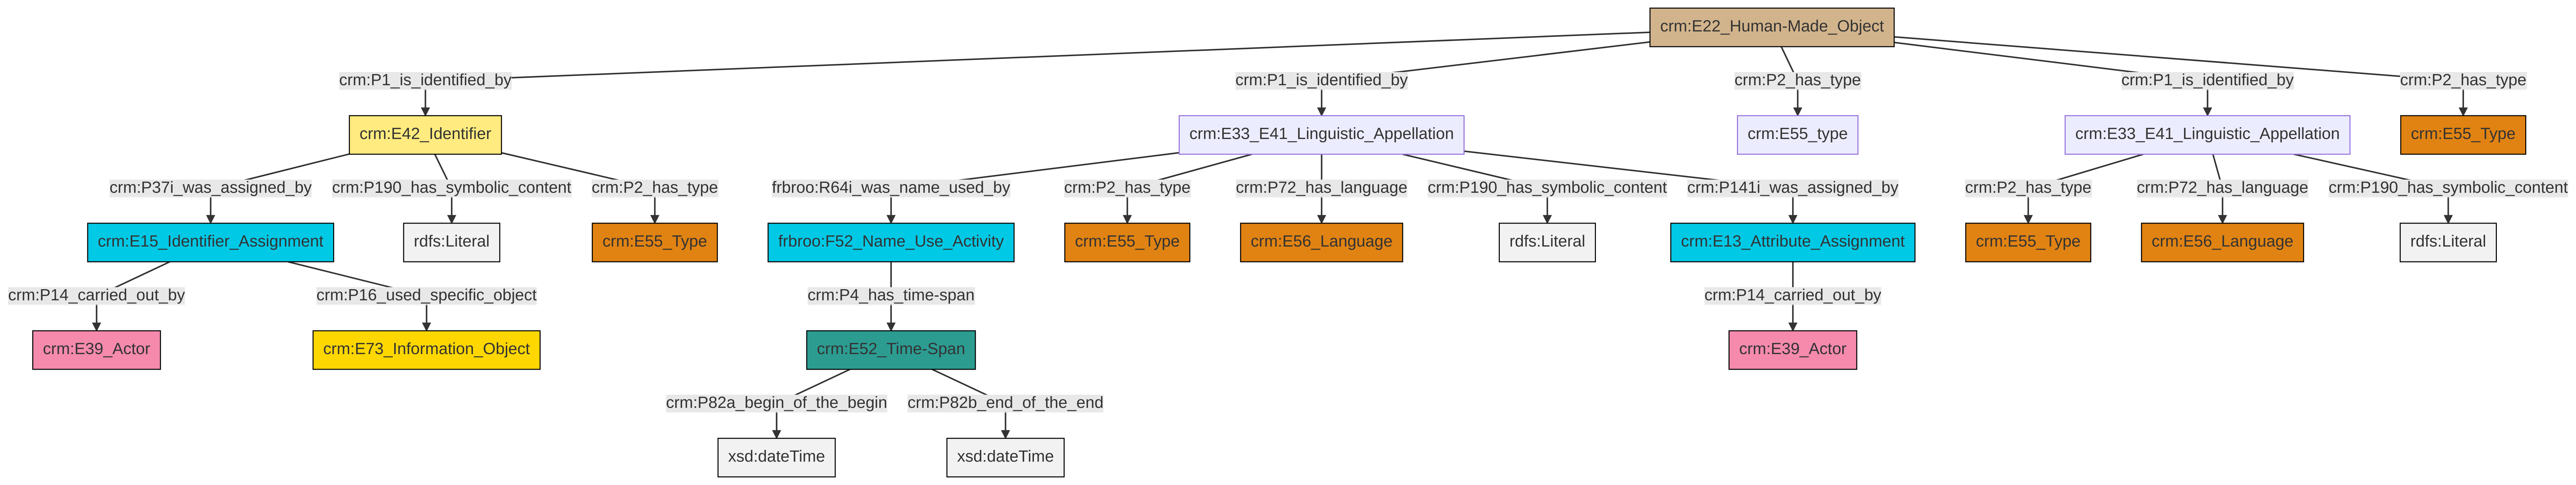 crm:E22_Human-Made_Object
crm:P1_is_identified_by
crm:P1_is_identified_by
crm:P2_has_type
crm:P1_is_identified_by
crm:P2_has_type
crm:E42_Identifier
crm:E33_E41_Linguistic_Appellation
crm:E55_type
crm:E33_E41_Linguistic_Appellation
crm:E55_Type
crm:P37i_was_assigned_by
crm:P190_has_symbolic_content
crm:P2_has_type
frbroo:R64i_was_name_used_by
crm:P2_has_type
crm:P72_has_language
crm:P190_has_symbolic_content
crm:P141i_was_assigned_by
crm:P2_has_type
crm:P72_has_language
crm:P190_has_symbolic_content
crm:E15_Identifier_Assignment
rdfs:Literal
crm:E55_Type
frbroo:F52_Name_Use_Activity
crm:E55_Type
crm:E56_Language
rdfs:Literal
crm:E13_Attribute_Assignment
crm:E55_Type
crm:E56_Language
rdfs:Literal
crm:P14_carried_out_by
crm:P16_used_specific_object
crm:P4_has_time-span
crm:P14_carried_out_by
crm:E39_Actor
crm:E73_Information_Object
crm:E52_Time-Span
crm:E39_Actor
crm:P82a_begin_of_the_begin
crm:P82b_end_of_the_end
xsd:dateTime
xsd:dateTime